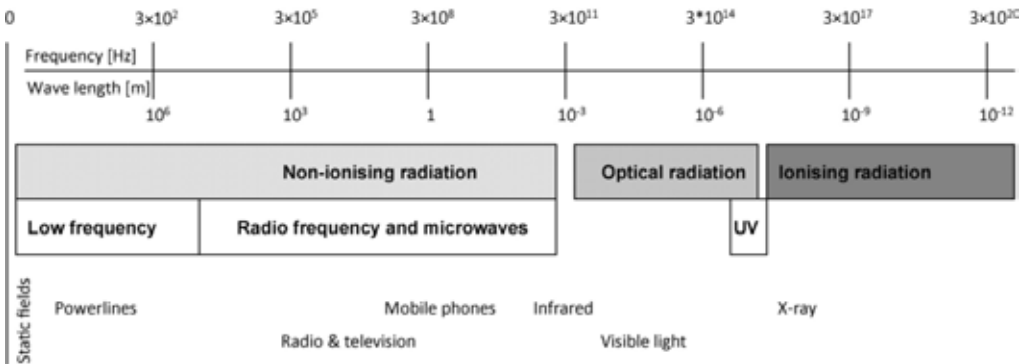 0 3×10² 3×10⁵ 3×10⁸ 3×10¹¹ 3*10¹⁴ 3×10¹⁷ 3×10²⁰
Frequency [Hz]
Wave length [m]
10⁶ 10³ 1 10⁻³ 10⁻⁶ 10⁻⁹ 10⁻¹²
Non-ionising radiation Optical radiation Ionising radiation
Low frequency Radio frequency and microwaves UV
Static fields
Powerlines Mobile phones Infrared X-ray
Radio & television Visible light